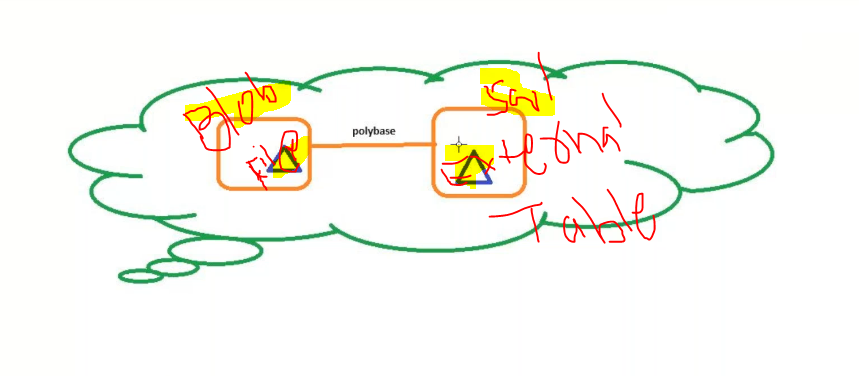 Blob
Sql
polybase
File
External
Table